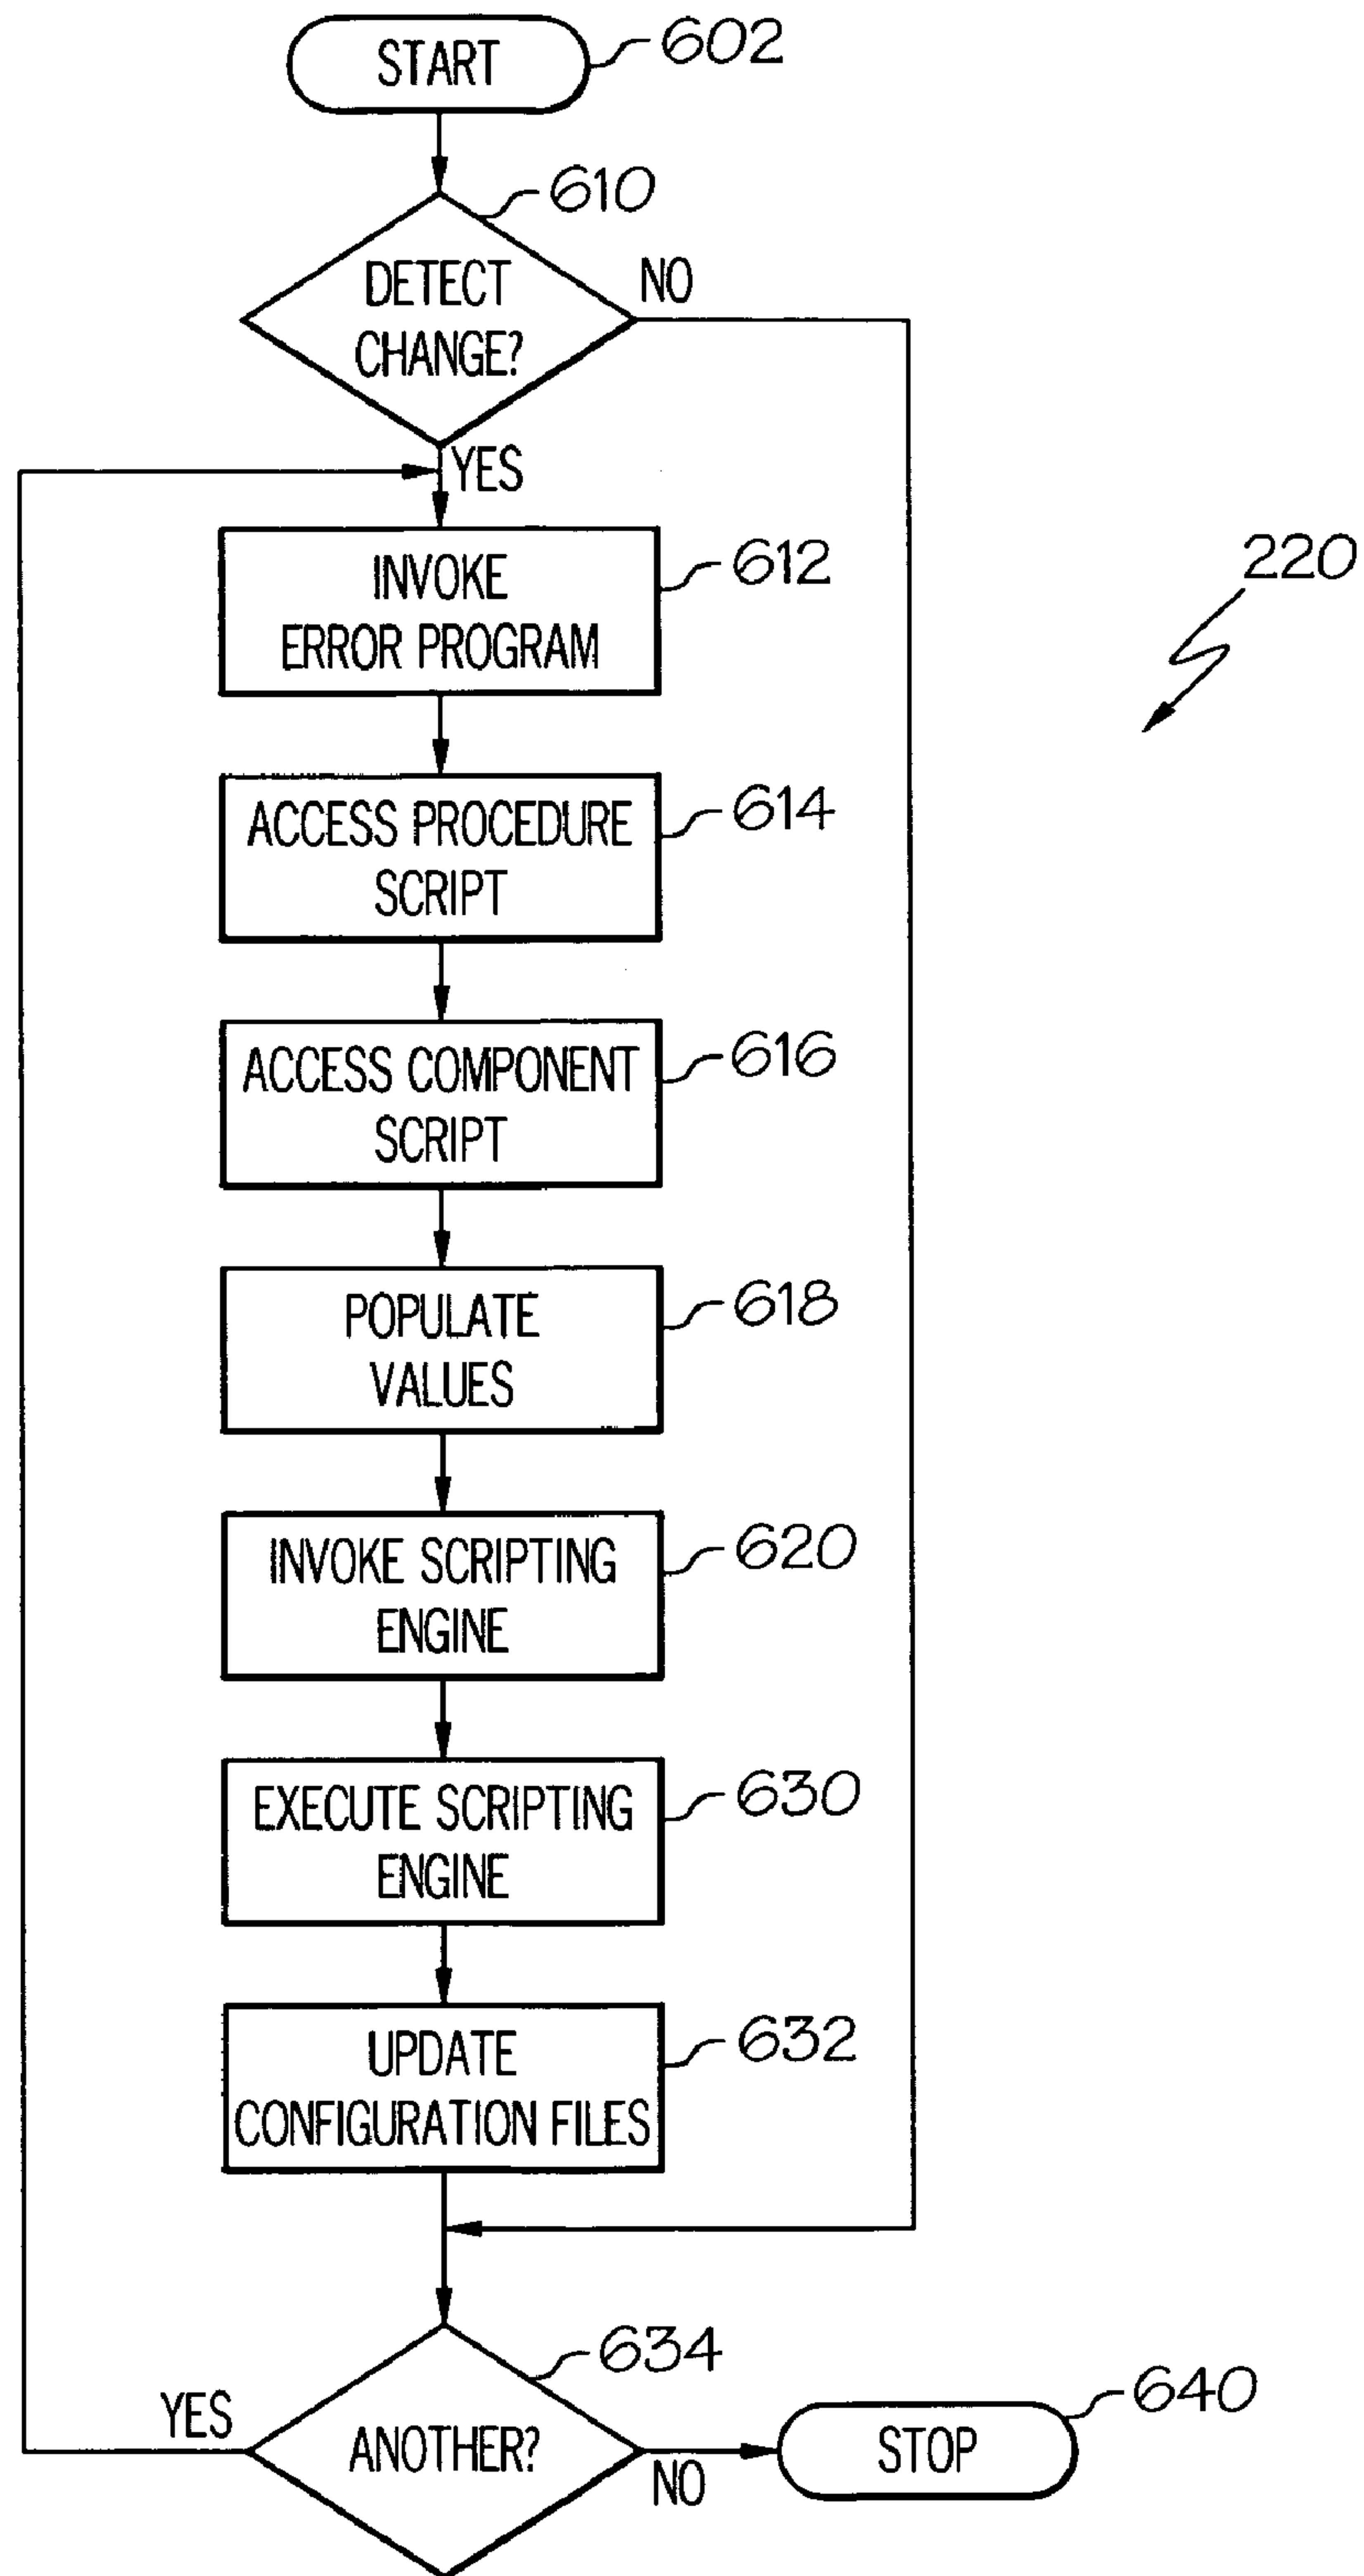 START
602
610
DETECT
CHANGE?
NO
YES
INVOKE
ERROR PROGRAM
612
220
ACCESS PROCEDURE
SCRIPT
614
ACCESS COMPONENT
SCRIPT
616
POPULATE
VALUES
618
INVOKE SCRIPTING
ENGINE
620
EXECUTE SCRIPTING
ENGINE
630
UPDATE
CONFIGURATION FILES
632
634
ANOTHER?
YES
NO
STOP
640